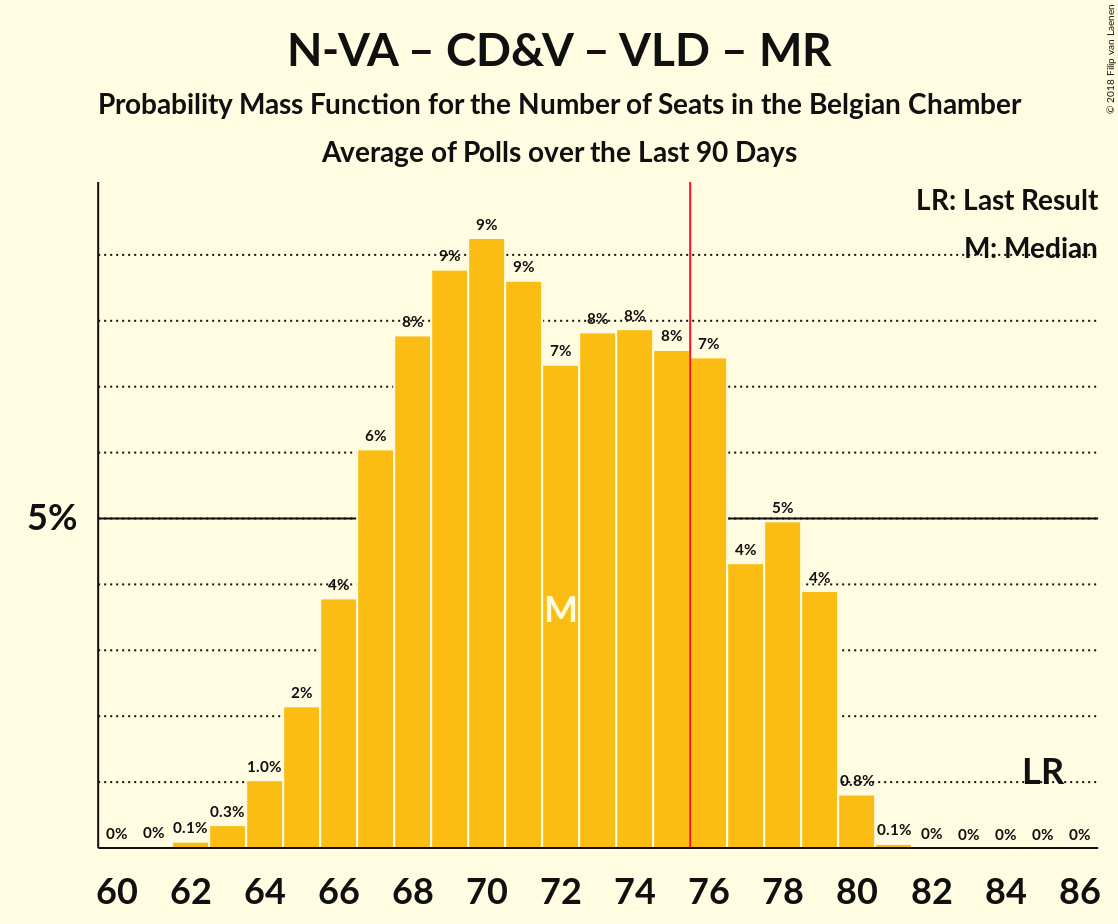 N-VA – CD&V – VLD – MR
Probability Mass Function for the Number of Seats in the Belgian Chamber
Average of Polls over the Last 90 Days
© 2018 Filip van Laenen
LR: Last Result
M: Median
5%
0% 0% 0.1% 0.3% 1.0% 2% 4% 6% 8% 9% 9% 9% 7% 8% 8% 8% 7% 4% 5% 4% 0.8% 0.1% 0% 0% 0% 0% 0%
M
LR
60 62 64 66 68 70 72 74 76 78 80 82 84 86